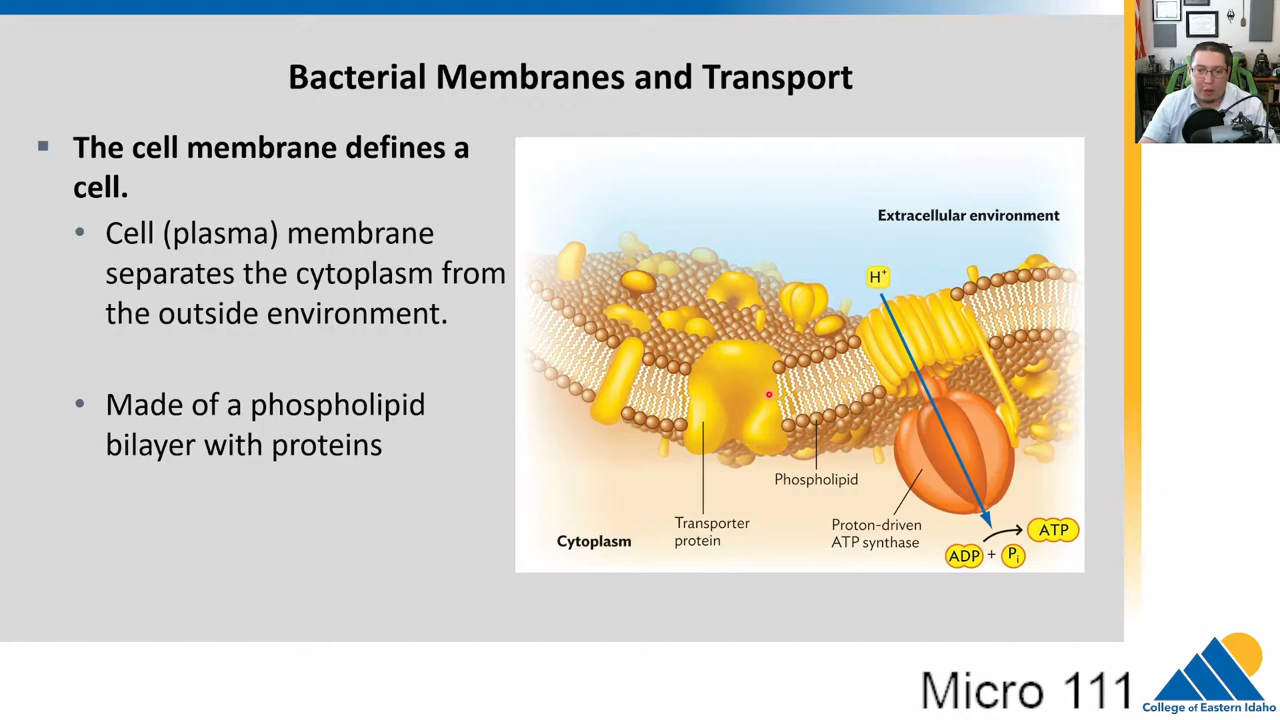 Bacterial Membranes and Transport
The cell membrane defines a
cell.
Cell (plasma) membrane
separates the cytoplasm from
the outside environment.
Made of a phospholipid
bilayer with proteins
Extracellular environment
H⁺
Phospholipid
Transporter
protein
Proton-driven
ATP synthase
Cytoplasm
ADP + Pᵢ
ATP
Micro 111
College of Eastern Idaho